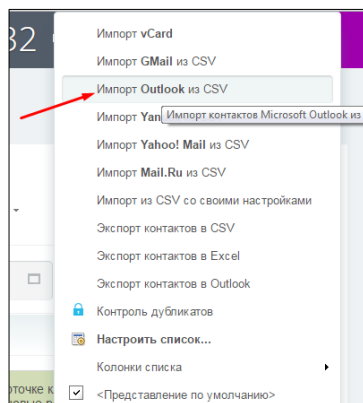 32
Импорт vCard
Импорт GMail из CSV
Импорт Outlook из CSV
Импорт Yan
Импорт контактов Microsoft Outlook из
Импорт Yahoo! Mail из CSV
Импорт Mail.Ru из CSV
Импорт из CSV со своими настройками
Экспорт контактов в CSV
Экспорт контактов в Excel
Экспорт контактов в Outlook
Контроль дубликатов
Настроить список...
Колонки списка
<Представление по умолчанию>
оточке к